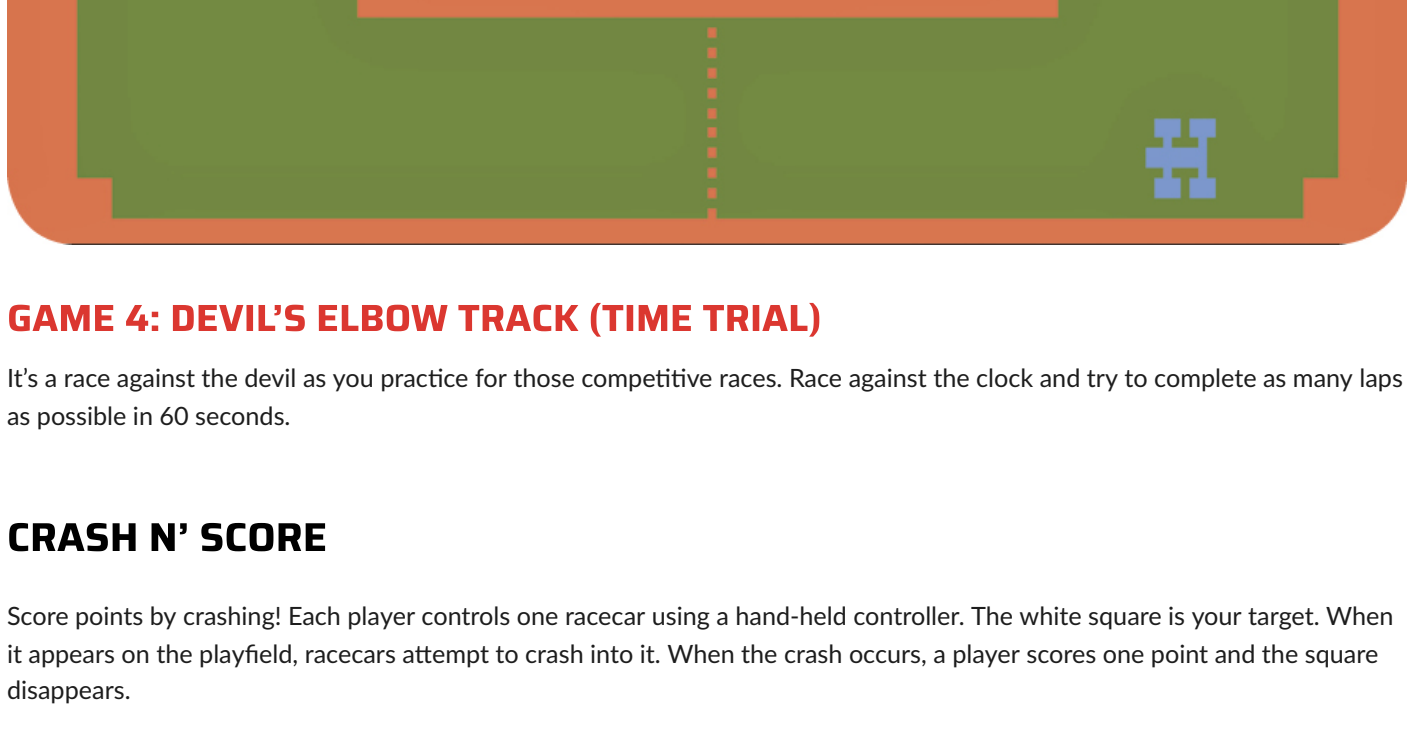 GAME 4: DEVIL’S ELBOW TRACK (TIME TRIAL)
It’s a race against the devil as you practice for those competitive races. Race against the clock and try to complete as many laps
as possible in 60 seconds.
CRASH N’ SCORE
Score points by crashing! Each player controls one racecar using a hand-held controller. The white square is your target. When
it appears on the playfield, racecars attempt to crash into it. When the crash occurs, a player scores one point and the square
disappears.